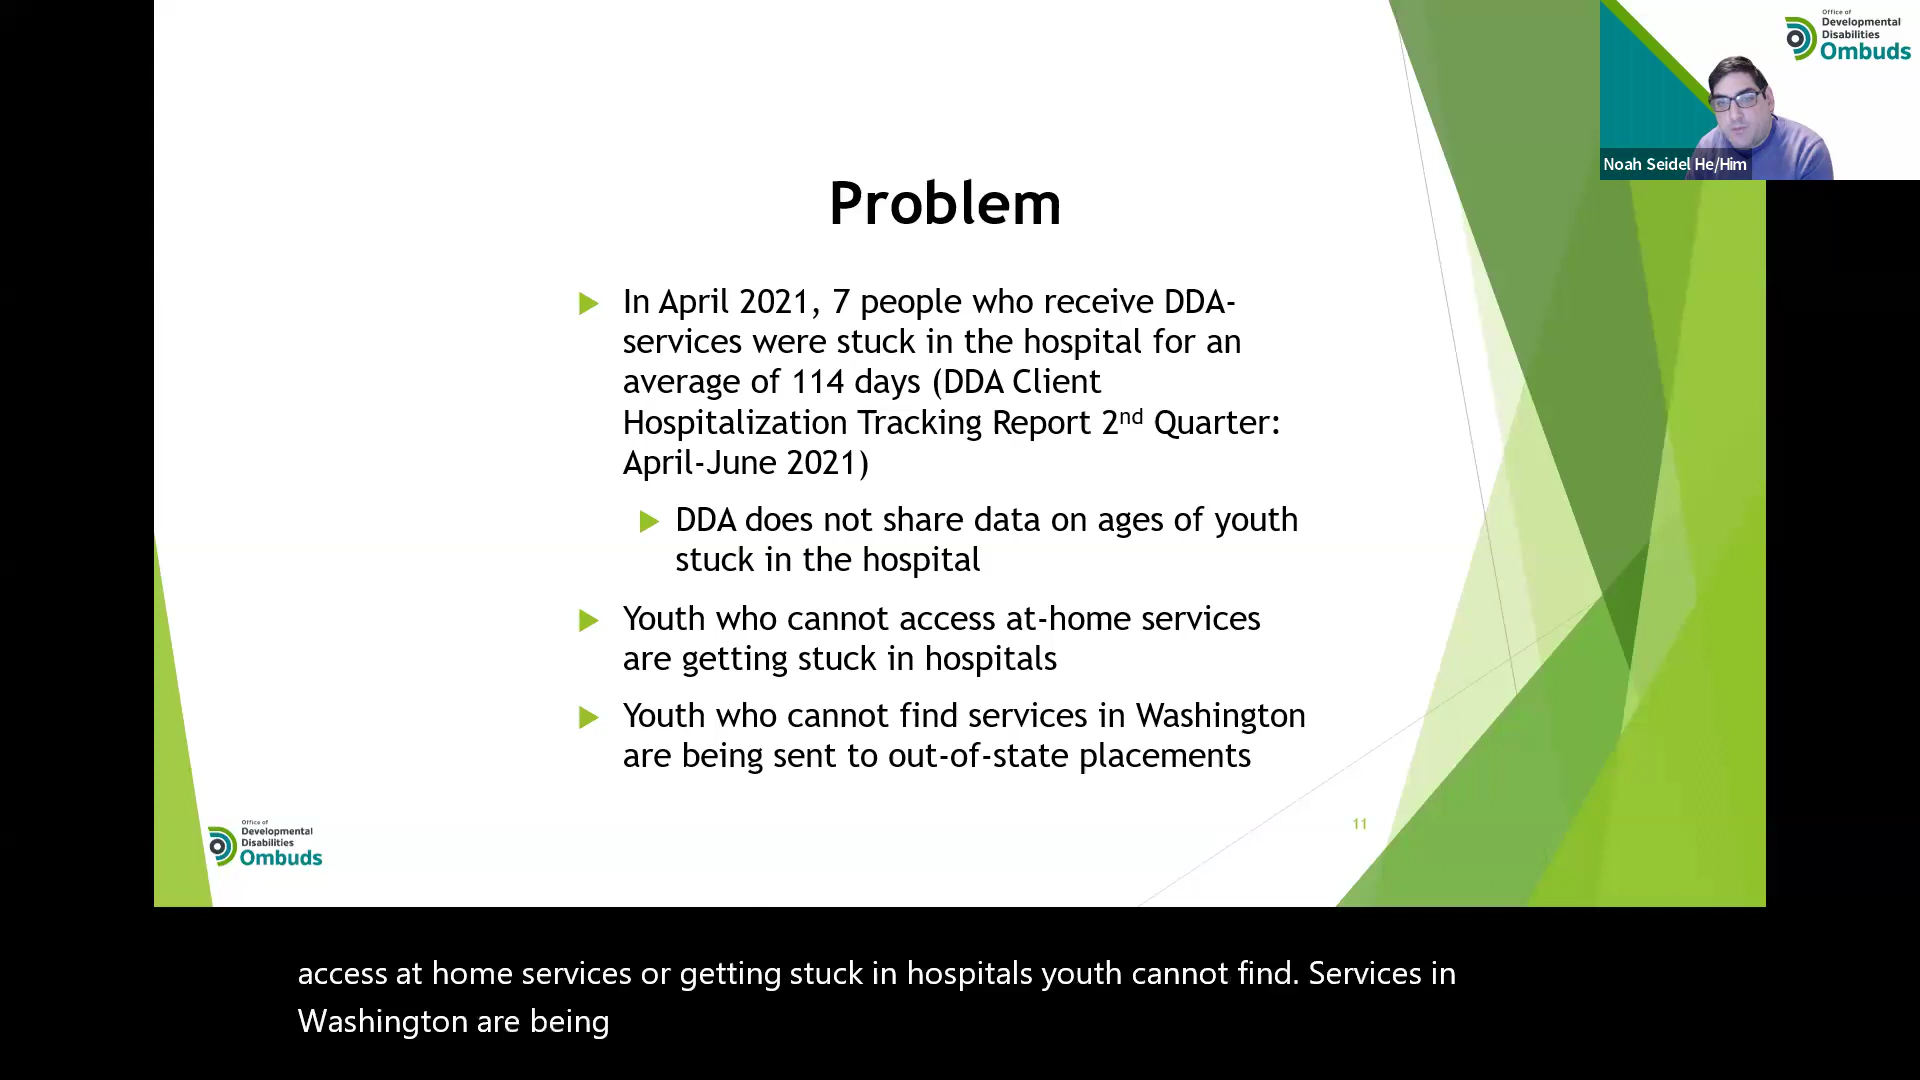 Office of
Developmental
Disabilities
Ombuds
Noah Seidel He/Him
Problem
In April 2021, 7 people who receive DDA-
services were stuck in the hospital for an
average of 114 days (DDA Client
Hospitalization Tracking Report 2nd Quarter:
April-June 2021)
DDA does not share data on ages of youth
stuck in the hospital
Youth who cannot access at-home services
are getting stuck in hospitals
Youth who cannot find services in Washington
are being sent to out-of-state placements
11
Office of
Developmental
Disabilities
Ombuds
access at home services or getting stuck in hospitals youth cannot find. Services in
Washington are being